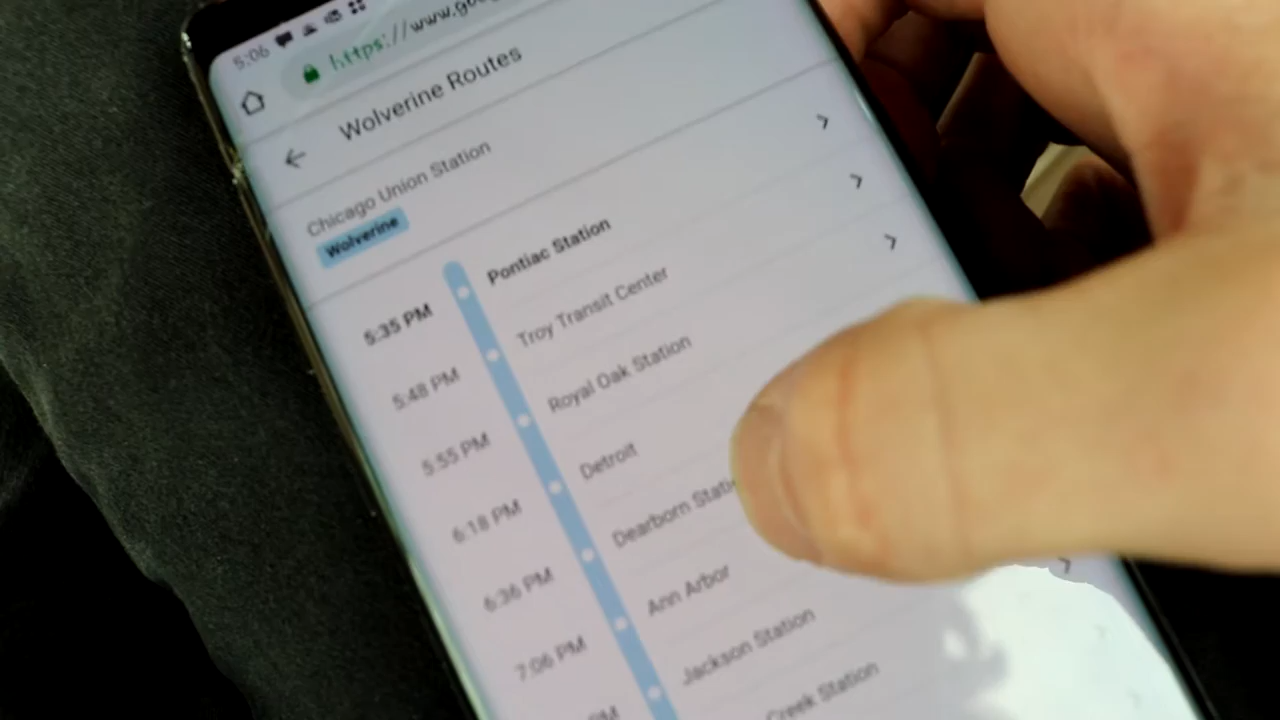 5:06
https://www.goo
Wolverine Routes
Chicago Union Station
Wolverine
5:35 PM Pontiac Station
5:48 PM Troy Transit Center
5:55 PM Royal Oak Station
6:18 PM Detroit
6:36 PM Dearborn Stati
7:06 PM Ann Arbor
PM Jackson Station
Creek Station